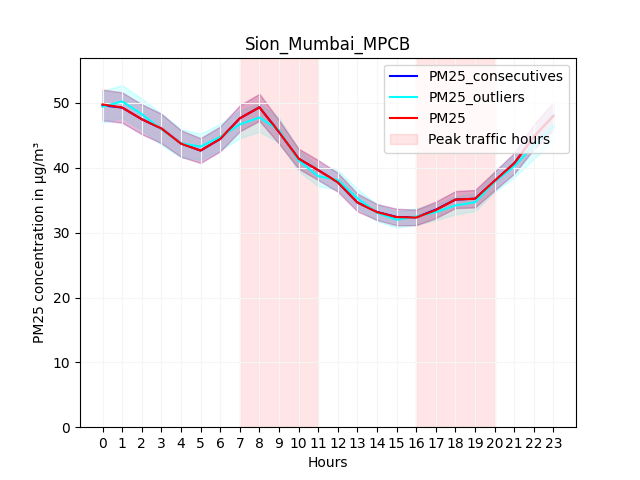 Sion_Mumbai_MPCB
PM25_consecutives
PM25_outliers
PM25
Peak traffic hours
PM25 concentration in µg/m³
50
40
30
20
10
0
0 1 2 3 4 5 6 7 8 9 10 11 12 13 14 15 16 17 18 19 20 21 22 23
Hours